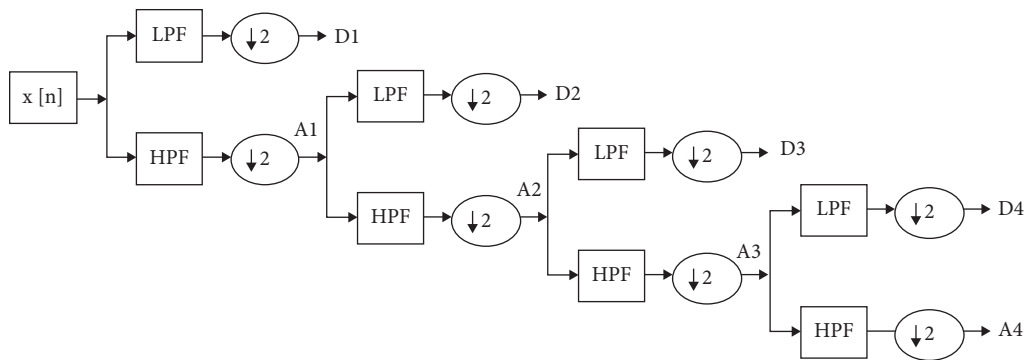 LPF
↓2
D1
x [n]
LPF
↓2
D2
A1
HPF
↓2
LPF
↓2
D3
A2
HPF
↓2
LPF
↓2
D4
A3
HPF
↓2
HPF
↓2
A4